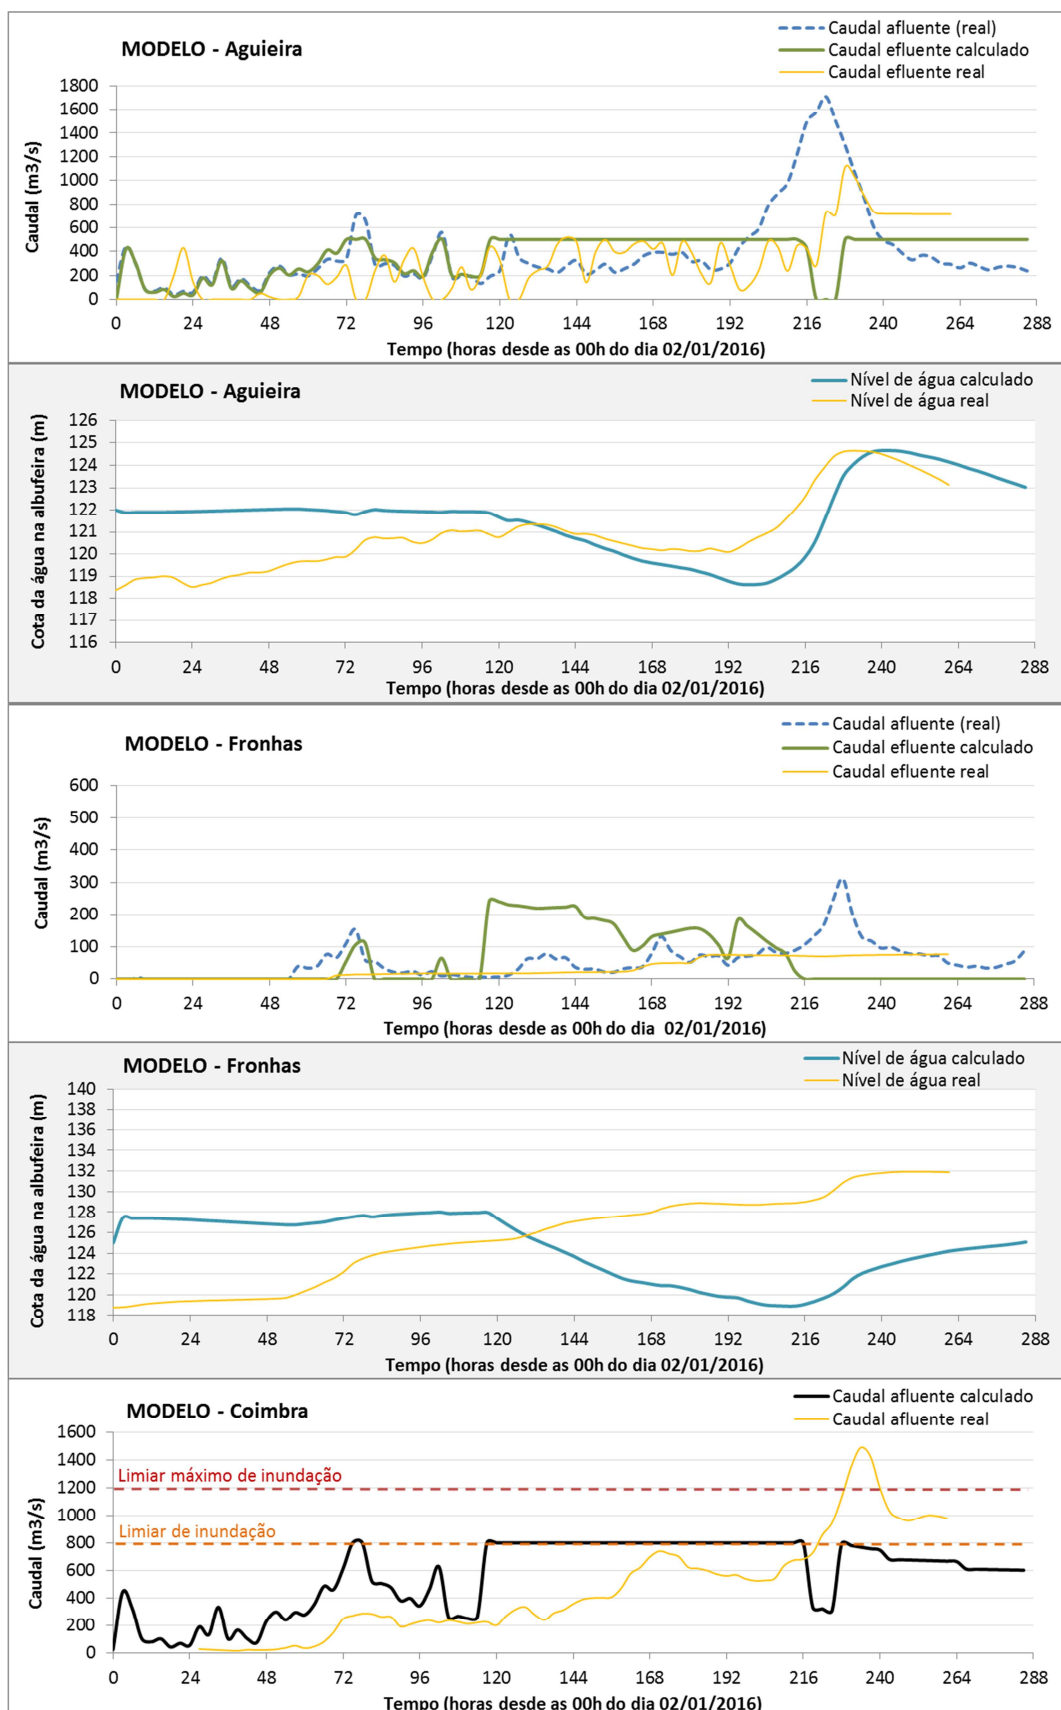 MODELO - Aguieira
Caudal afluente (real)
Caudal efluente calculado
Caudal efluente real
Caudal (m3/s)
1800
1600
1400
1200
1000
800
600
400
200
0
0 24 48 72 96 120 144 168 192 216 240 264 288
Tempo (horas desde as 00h do dia 02/01/2016)
MODELO - Aguieira
Nível de água calculado
Nível de água real
Cota da água na albufeira (m)
126
125
124
123
122
121
120
119
118
117
116
0 24 48 72 96 120 144 168 192 216 240 264 288
Tempo (horas desde as 00h do dia 02/01/2016)
MODELO - Fronhas
Caudal afluente (real)
Caudal efluente calculado
Caudal efluente real
Caudal (m3/s)
600
500
400
300
200
100
0
0 24 48 72 96 120 144 168 192 216 240 264 288
Tempo (horas desde as 00h do dia 02/01/2016)
MODELO - Fronhas
Nível de água calculado
Nível de água real
Cota da água na albufeira (m)
140
138
136
134
132
130
128
126
124
122
120
118
0 24 48 72 96 120 144 168 192 216 240 264 288
Tempo (horas desde as 00h do dia 02/01/2016)
MODELO - Coimbra
Caudal afluente calculado
Caudal afluente real
Caudal (m3/s)
1600
1400
1200
1000
800
600
400
200
0
Limiar máximo de inundação
Limiar de inundação
0 24 48 72 96 120 144 168 192 216 240 264 288
Tempo (horas desde as 00h do dia 02/01/2016)